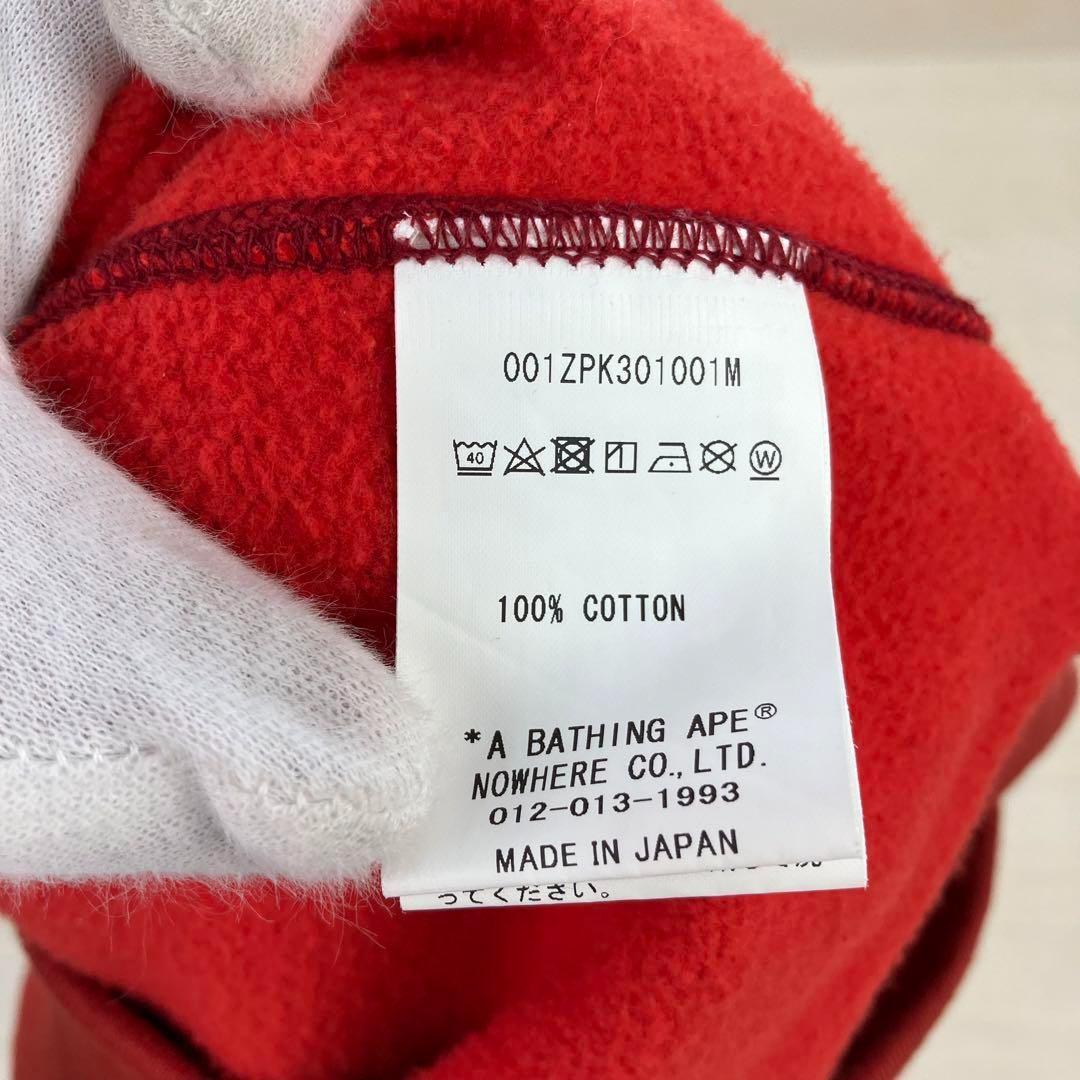 001ZPK301001M
40
W
100% COTTON
*A BATHING APE®
NOWHERE CO.,LTD.
012-013-1993
MADE IN JAPAN
ってください。